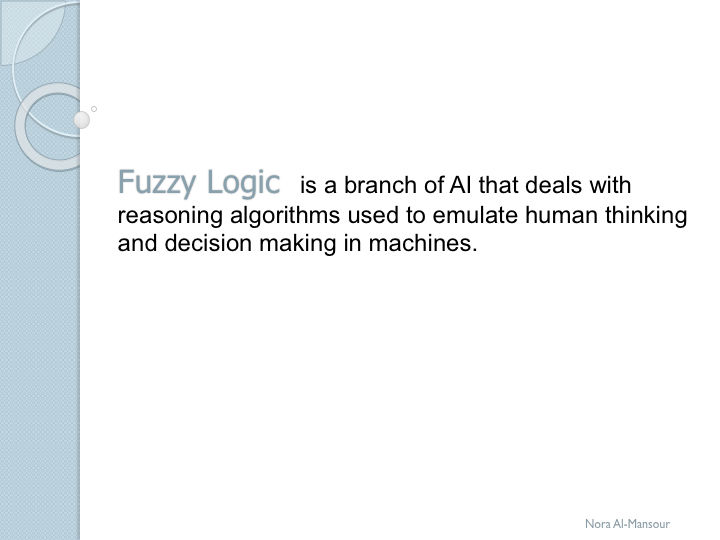 Fuzzy Logic is a branch of AI that deals with
reasoning algorithms used to emulate human thinking
and decision making in machines.
Nora Al-Mansour